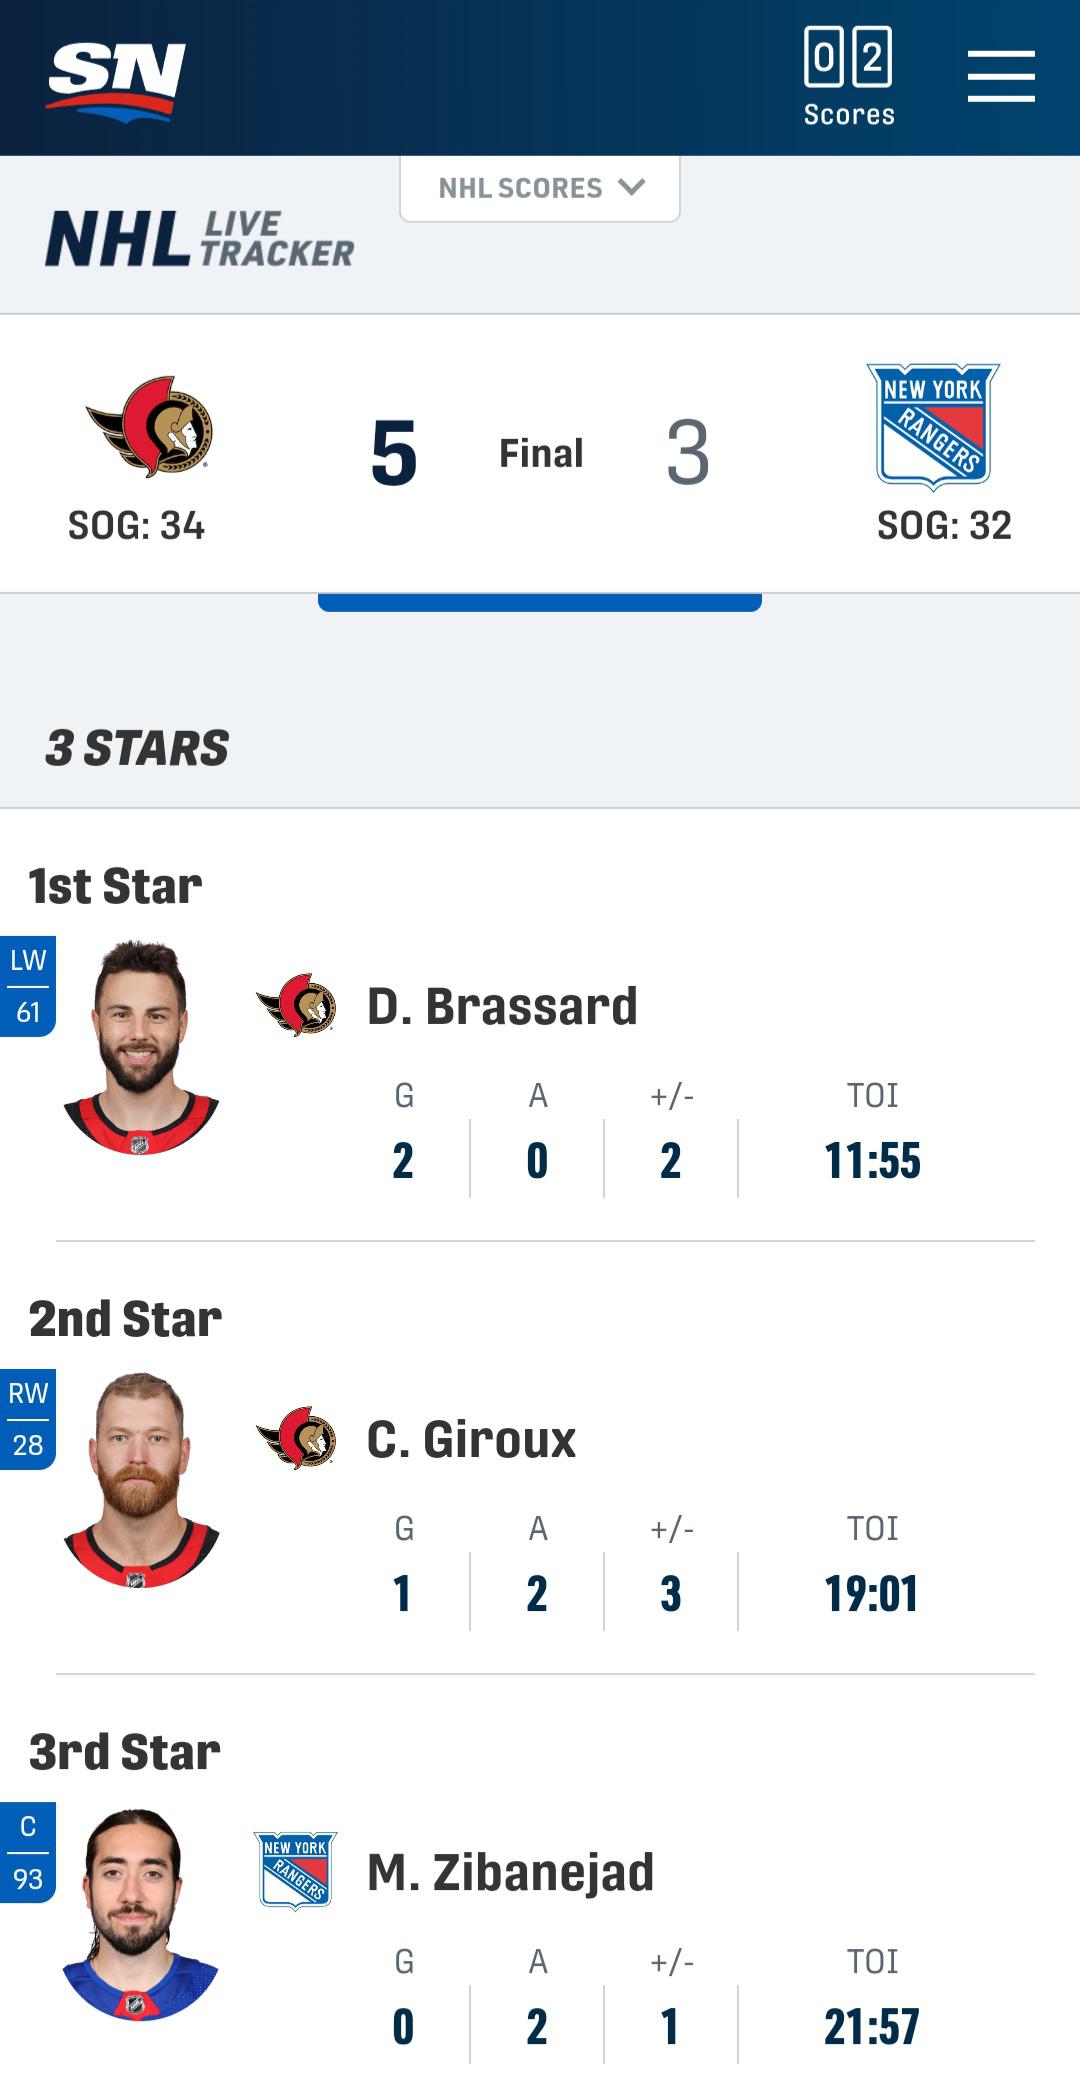 SN
0 2
Scores
NHL SCORES
NHL LIVE TRACKER
NEW YORK
RANGERS
5 Final 3
SOG: 34 SOG: 32
3 STARS
1st Star
LW
61
D. Brassard
G A +/- TOI
2 0 2 11:55
2nd Star
RW
28
C. Giroux
G A +/- TOI
1 2 3 19:01
3rd Star
C
93
NEW YORK
RANGERS
M. Zibanejad
G A +/- TOI
0 2 1 21:57